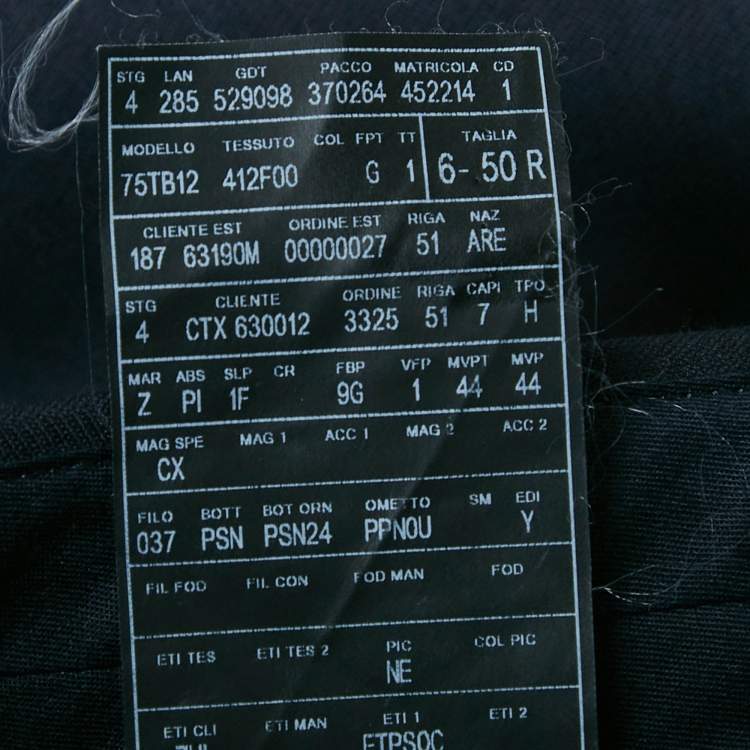 STG LAN GDT PACCO MATRICOLA CD
4 285 529098 370264 452214 1
MODELLO TESSUTO COL FPT TT TAGLIA
75TB12 412F00 G 1 6- 50 R
CLIENTE EST ORDINE EST RIGA NAZ
187 63190M 00000027 51 ARE
STG CLIENTE ORDINE RIGA CAPI TPO
4 CTX 630012 3325 51 7 H
MAR ABS SLP CR FBP VFP MVPT MVP
Z PI 1F 9G 1 44 44
MAG SPE MAG 1 ACC 1 MAG 2 ACC 2
CX
FILO BOTT BOT ORN OMETTO SM EDI
037 PSN PSN24 PPN0U Y
FIL FOD FIL CON FOD MAN FOD
ETI TES ETI TES 2 PIC COL PIC
NE
ETI CLI ETI MAN ETI 1 ETI 2
ETPSOC